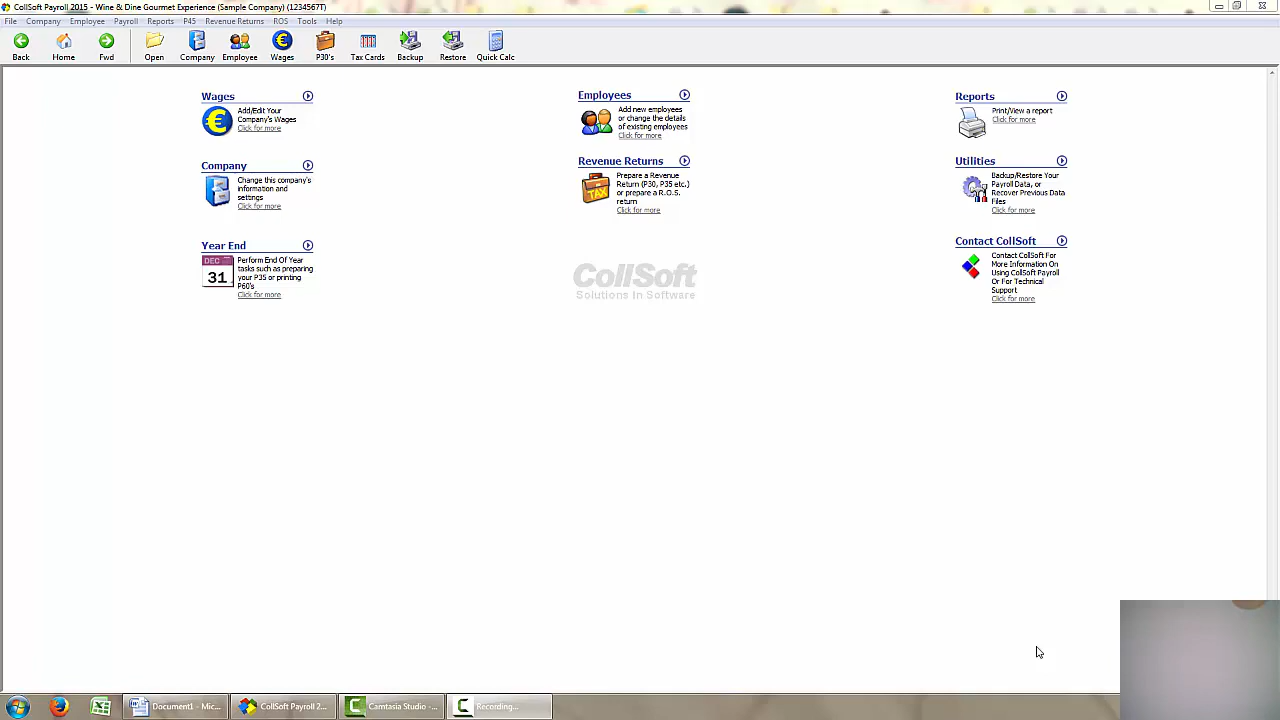 CollSoft Payroll 2015 - Wine & Dine Gourmet Experience (Sample Company) (1234567T)
File Company Employee Payroll Reports P45 Revenue Returns ROS Tools Help
Back Home Fwd Open Company Employee Wages P30's Tax Cards Backup Restore Quick Calc
Wages
Add/Edit Your
Company's Wages
Click for more
Employees
Add new employees
or change the details
of existing employees
Click for more
Reports
Print/View a report
Click for more
Company
Change this company's
information and
settings
Click for more
Revenue Returns
Prepare a Revenue
Return (P30, P35 etc.)
or prepare a R.O.S.
return
Click for more
TAX
Utilities
Backup/Restore Your
Payroll Data, or
Recover Previous Data
Files
Click for more
Year End
DEC
31
Perform End Of Year
tasks such as preparing
your P35 or printing
P60's
Click for more
CollSoft
Solutions In Software
Contact CollSoft
Contact CollSoft For
More Information On
Using CollSoft Payroll
Or For Technical
Support
Click for more
Document1 - Mic... CollSoft Payroll 2... Camtasia Studio -... Recording...